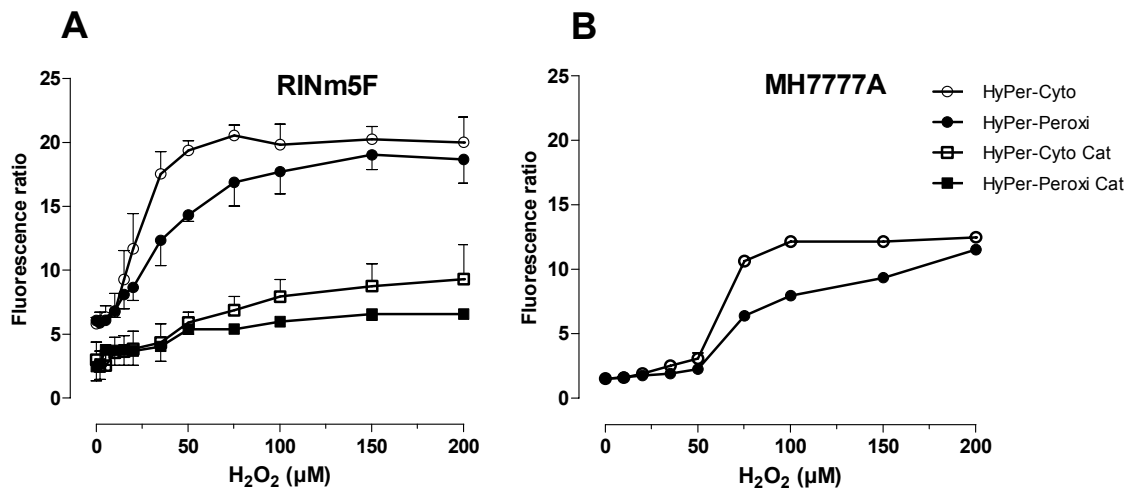 A
RINm5F
Fluorescence ratio
25
20
15
10
5
0
0 50 100 150 200
H₂O₂ (µM)
B
MH7777A
Fluorescence ratio
25
20
15
10
5
0
0 50 100 150 200
H₂O₂ (µM)
HyPer-Cyto
HyPer-Peroxi
HyPer-Cyto Cat
HyPer-Peroxi Cat